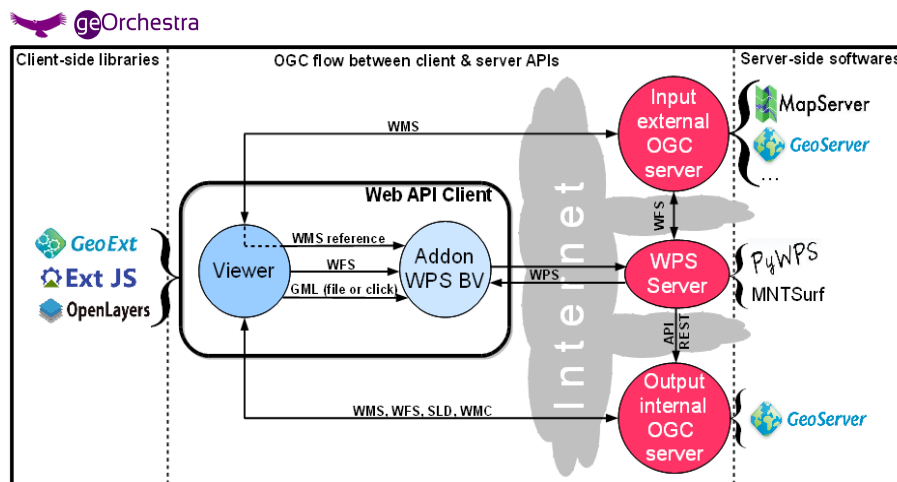 geOrchestra
Client-side libraries
OGC flow between client & server APIs
Server-side softwares
WMS
Input
external
OGC
server
MapServer
GeoServer
...
Internet
Web API Client
WFS
GeoExt
Ext JS
OpenLayers
Viewer
WMS reference
WFS
GML (file or click)
Addon
WPS BV
WPS
WPS
Server
PyWPS
MNTSurf
API
REST
WMS, WFS, SLD, WMC
Output
internal
OGC
server
GeoServer